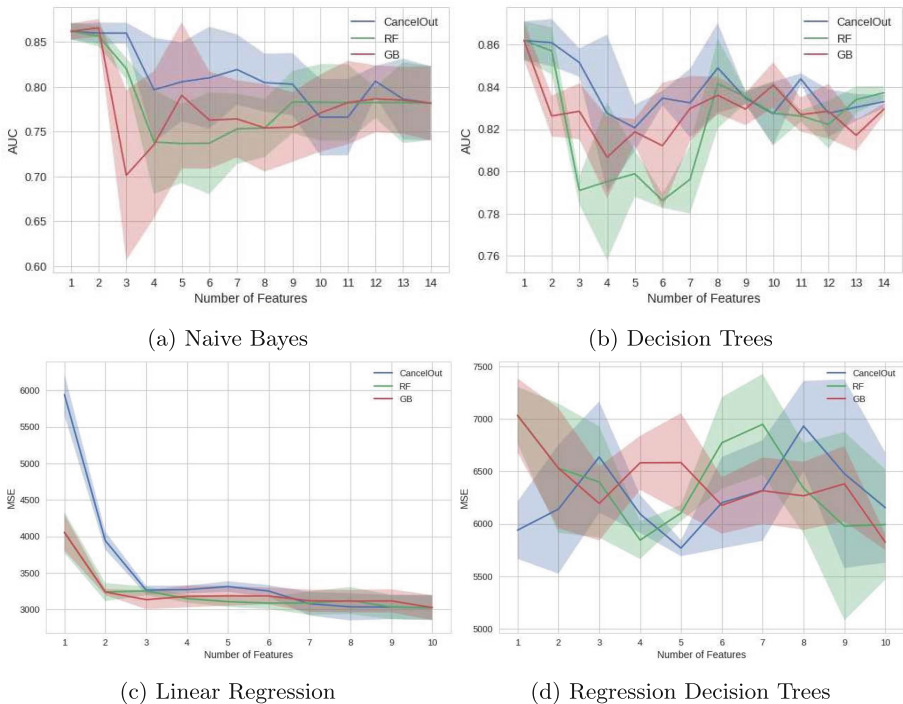 CancelOut
RF
GB
0.85
0.80
0.75
0.70
0.65
0.60
AUC
1 2 3 4 5 6 7 8 9 10 11 12 13 14
Number of Features
(a) Naive Bayes
CancelOut
RF
GB
0.86
0.84
0.82
0.80
0.78
0.76
AUC
1 2 3 4 5 6 7 8 9 10 11 12 13 14
Number of Features
(b) Decision Trees
CancelOut
RF
GB
6000
5500
5000
4500
4000
3500
3000
MSE
1 2 3 4 5 6 7 8 9 10
Number of Features
(c) Linear Regression
CancelOut
RF
GB
7500
7000
6500
6000
5500
5000
MSE
1 2 3 4 5 6 7 8 9 10
Number of Features
(d) Regression Decision Trees